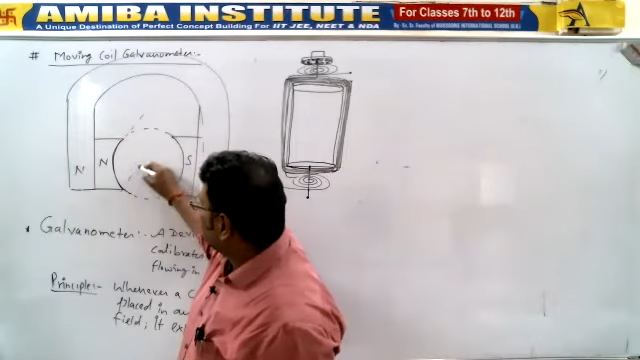 AMIBA INSTITUTE
A Unique Destination of Perfect Concept Building For IIT JEE, NEET & NDA
For Classes 7th to 12th
# Moving Coil Galvanometer:-
N N S
* Galvanometer:- A Devi
calibrate
flowing in
Principle:- Whenever a C
placed in a
field; it ex